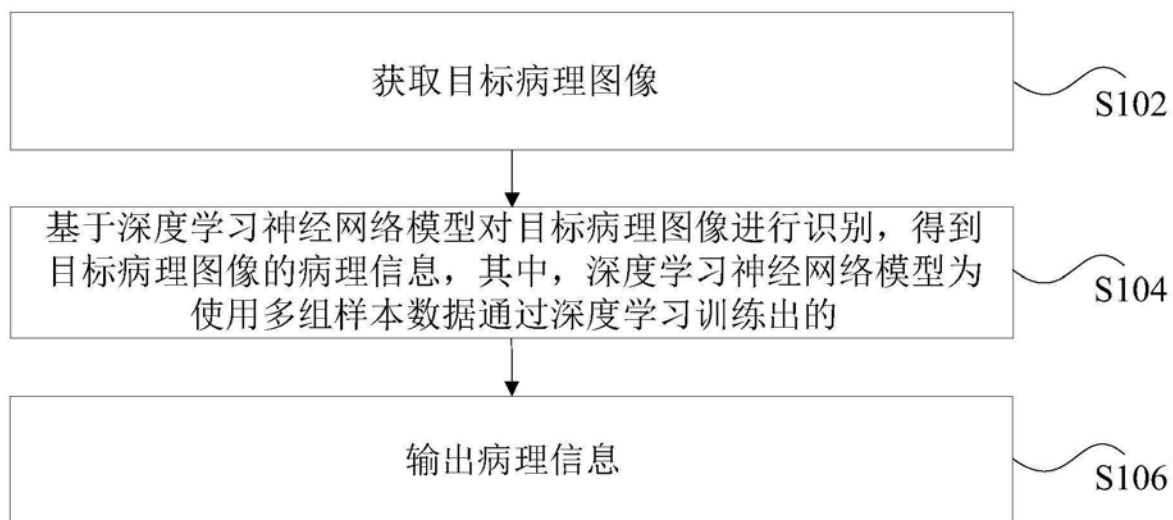 获取目标病理图像
S102
基于深度学习神经网络模型对目标病理图像进行识别，得到
目标病理图像的病理信息，其中，深度学习神经网络模型为
使用多组样本数据通过深度学习训练出的
S104
输出病理信息
S106